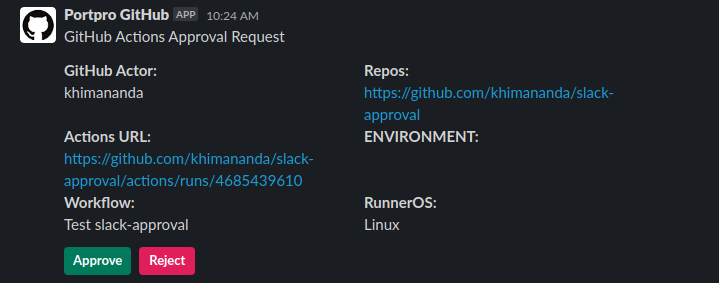 Portpro GitHub APP 10:24 AM
GitHub Actions Approval Request
GitHub Actor:
khimananda
Repos:
https://github.com/khimananda/slack-
approval
Actions URL:
https://github.com/khimananda/slack-
approval/actions/runs/4685439610
ENVIRONMENT:
Workflow:
Test slack-approval
RunnerOS:
Linux
Approve Reject